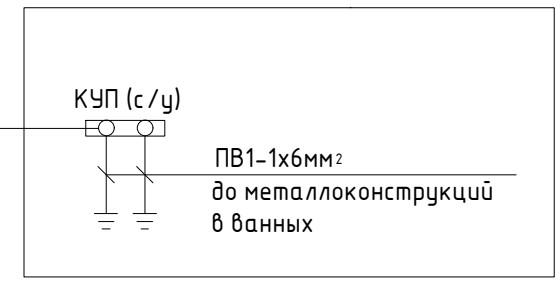 КУП (с/у)
ПВ1-1х6мм²
до металлоконструкций
в ванных